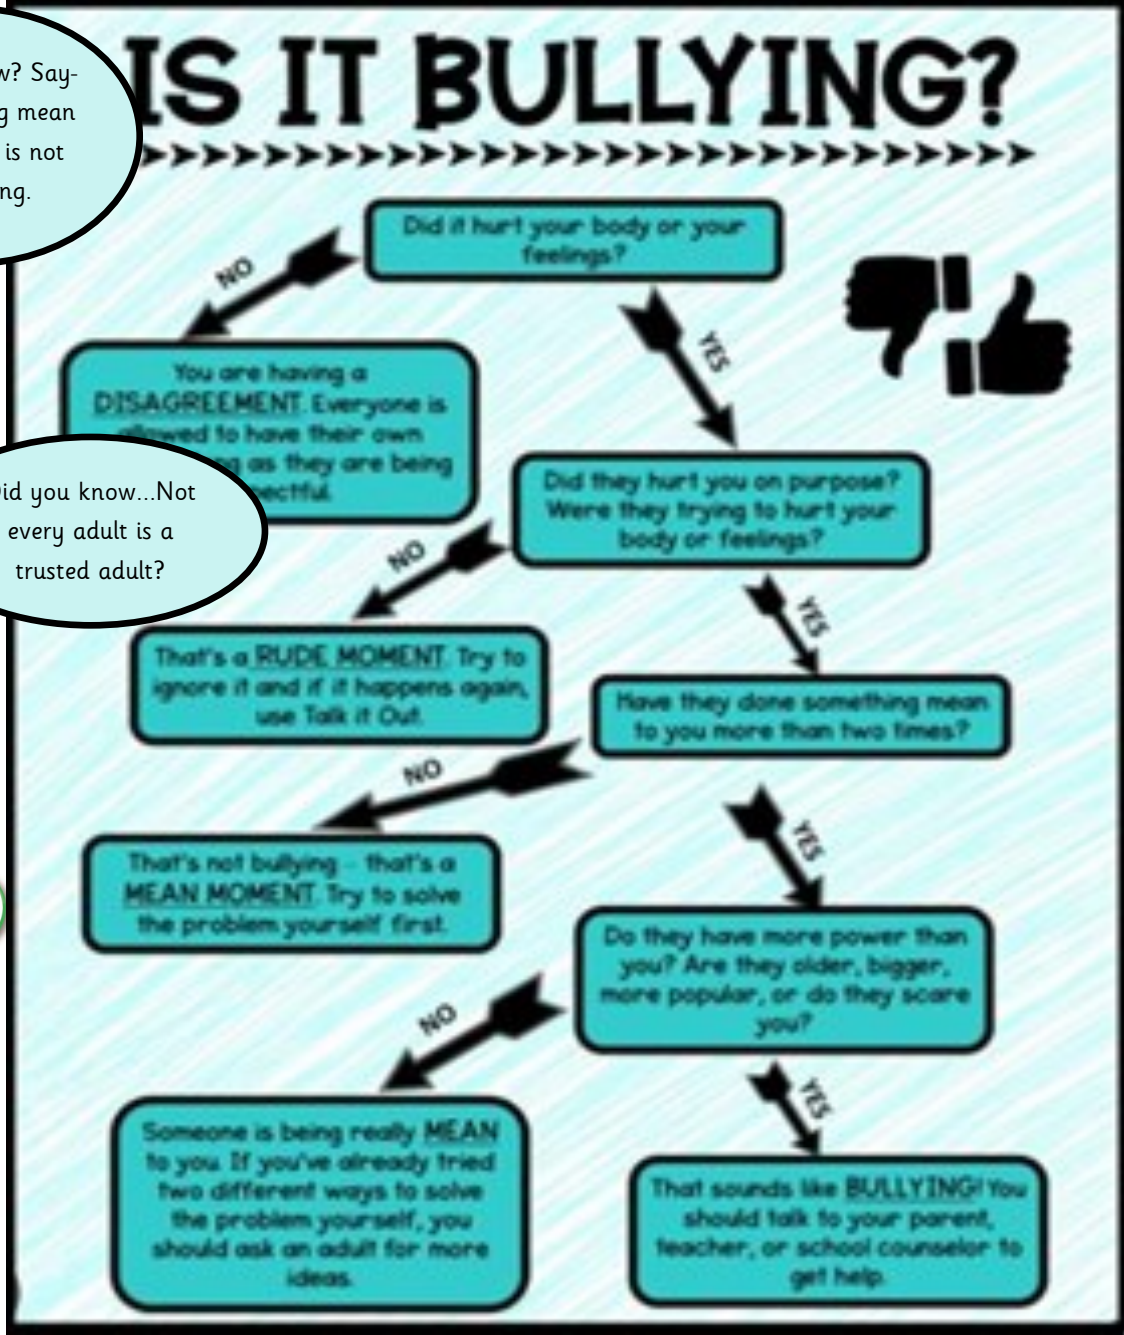 IS IT BULLYING?
w? Say-
g mean
is not
ng.
Did it hurt your body or your
feelings?
NO
YES
You are having a
DISAGREEMENT. Everyone is
allowed to have their own
ng as they are being
pectful.
Did you know...Not
every adult is a
trusted adult?
Did they hurt you on purpose?
Were they trying to hurt your
body or feelings?
NO
YES
That's a RUDE MOMENT. Try to
ignore it and if it happens again,
use Talk it Out.
Have they done something mean
to you more than two times?
NO
YES
That's not bullying - that's a
MEAN MOMENT. Try to solve
the problem yourself first.
Do they have more power than
you? Are they older, bigger,
more popular, or do they scare
you?
NO
YES
Someone is being really MEAN
to you. If you've already tried
two different ways to solve
the problem yourself, you
should ask an adult for more
ideas.
That sounds like BULLYING! You
should talk to your parent,
teacher, or school counselor to
get help.